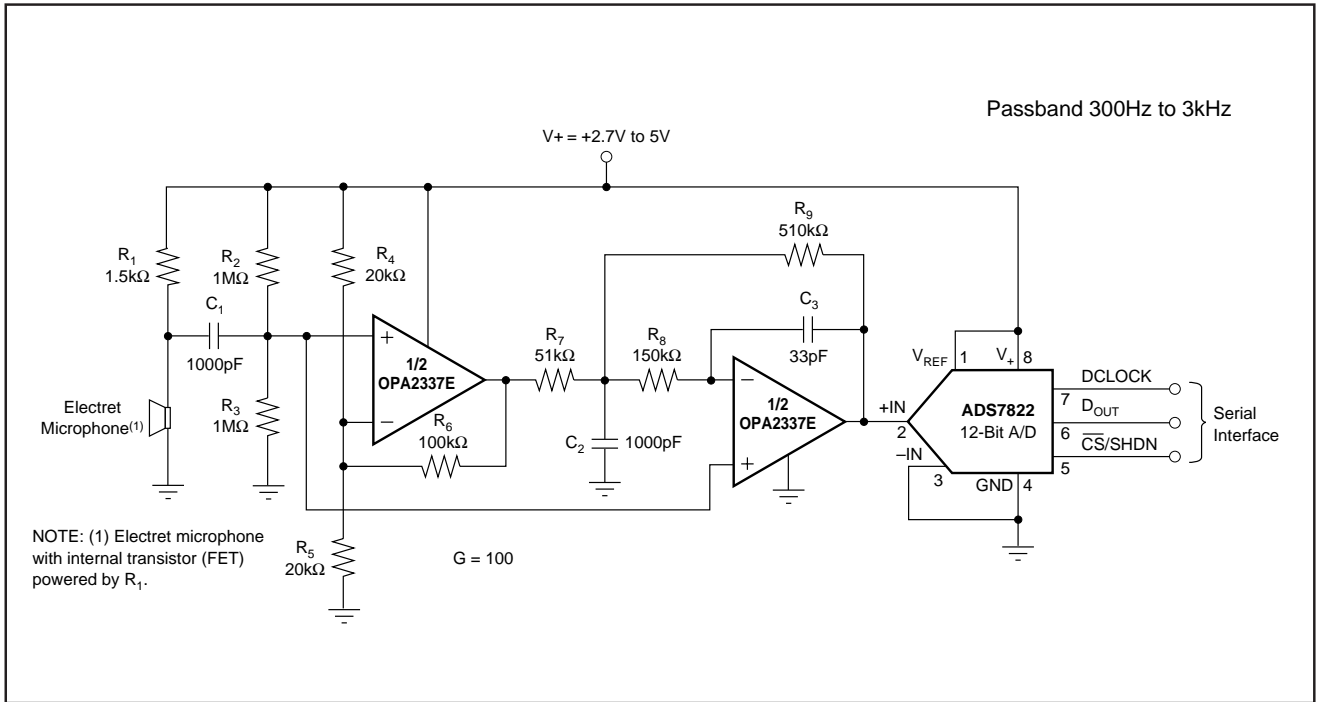 Passband 300Hz to 3kHz
V+ = +2.7V to 5V
R1
1.5kΩ
R2
1MΩ
R4
20kΩ
R9
510kΩ
C1
1000pF
C3
33pF
R7
51kΩ
R8
150kΩ
+
1/2
OPA2337E
−
R6
100kΩ
R3
1MΩ
Electret
Microphone(1)
C2
1000pF
−
1/2
OPA2337E
+
VREF
1
V+
8
+IN
2
ADS7822
12-Bit A/D
–IN
3
GND
4
DCLOCK
7
DOUT
6
CS/SHDN
5
Serial
Interface
NOTE: (1) Electret microphone
with internal transistor (FET)
powered by R1.
R5
20kΩ
G = 100